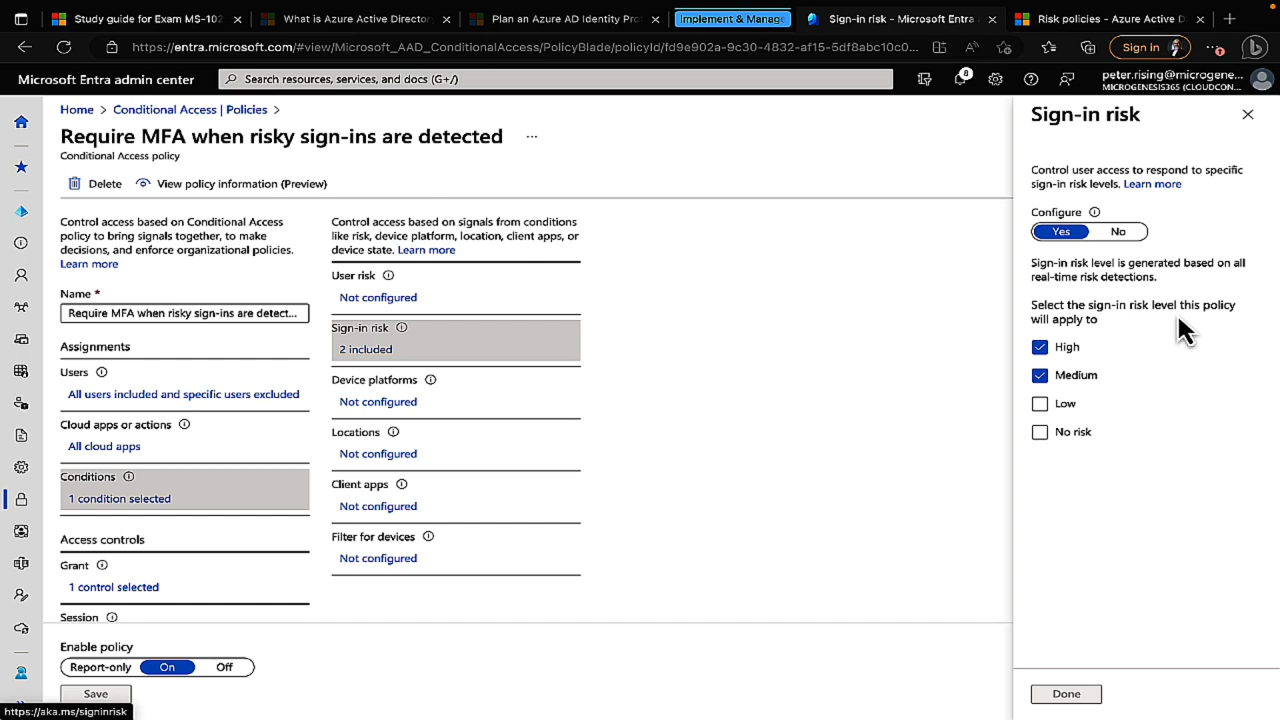 Study guide for Exam MS-102
What is Azure Active Director
Plan an Azure AD Identity Prot
Implement & Manage
Sign-in risk - Microsoft Entra
Risk policies - Azure Active D
https://entra.microsoft.com/#view/Microsoft_AAD_ConditionalAccess/PolicyBlade/policyId/fd9e902a-9c30-4832-af15-5df8abc10c0...
Sign in
Microsoft Entra admin center
Search resources, services, and docs (G+/)
8
peter.rising@microgene...
MICROGENESIS365 (CLOUDCON...
Home > Conditional Access | Policies >
Require MFA when risky sign-ins are detected ...
Conditional Access policy
Delete
View policy information (Preview)
Control access based on Conditional Access
policy to bring signals together, to make
decisions, and enforce organizational policies.
Learn more
Name *
Require MFA when risky sign-ins are detect...
Assignments
Users
All users included and specific users excluded
Cloud apps or actions
All cloud apps
Conditions
1 condition selected
Access controls
Grant
1 control selected
Session
Enable policy
Report-only On Off
Save
https://aka.ms/signinrisk
Control access based on signals from conditions
like risk, device platform, location, client apps, or
device state. Learn more
User risk
Not configured
Sign-in risk
2 included
Device platforms
Not configured
Locations
Not configured
Client apps
Not configured
Filter for devices
Not configured
Sign-in risk
Control user access to respond to specific
sign-in risk levels. Learn more
Configure
Yes No
Sign-in risk level is generated based on all
real-time risk detections.
Select the sign-in risk level this policy
will apply to
High
Medium
Low
No risk
Done